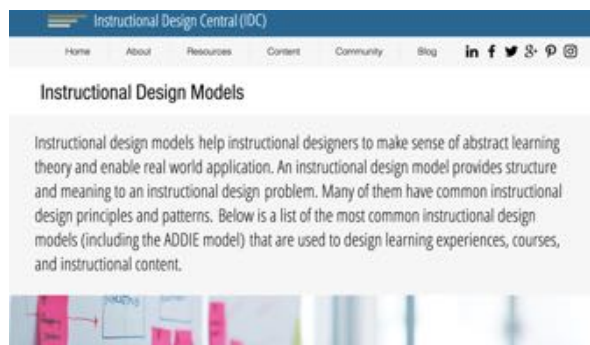 Instructional Design Central (IDC)
Home About Resources Content Community Blog
Instructional Design Models
Instructional design models help instructional designers to make sense of abstract learning
theory and enable real world application. An instructional design model provides structure
and meaning to an instructional design problem. Many of them have common instructional
design principles and patterns. Below is a list of the most common instructional design
models (including the ADDIE model) that are used to design learning experiences, courses,
and instructional content.